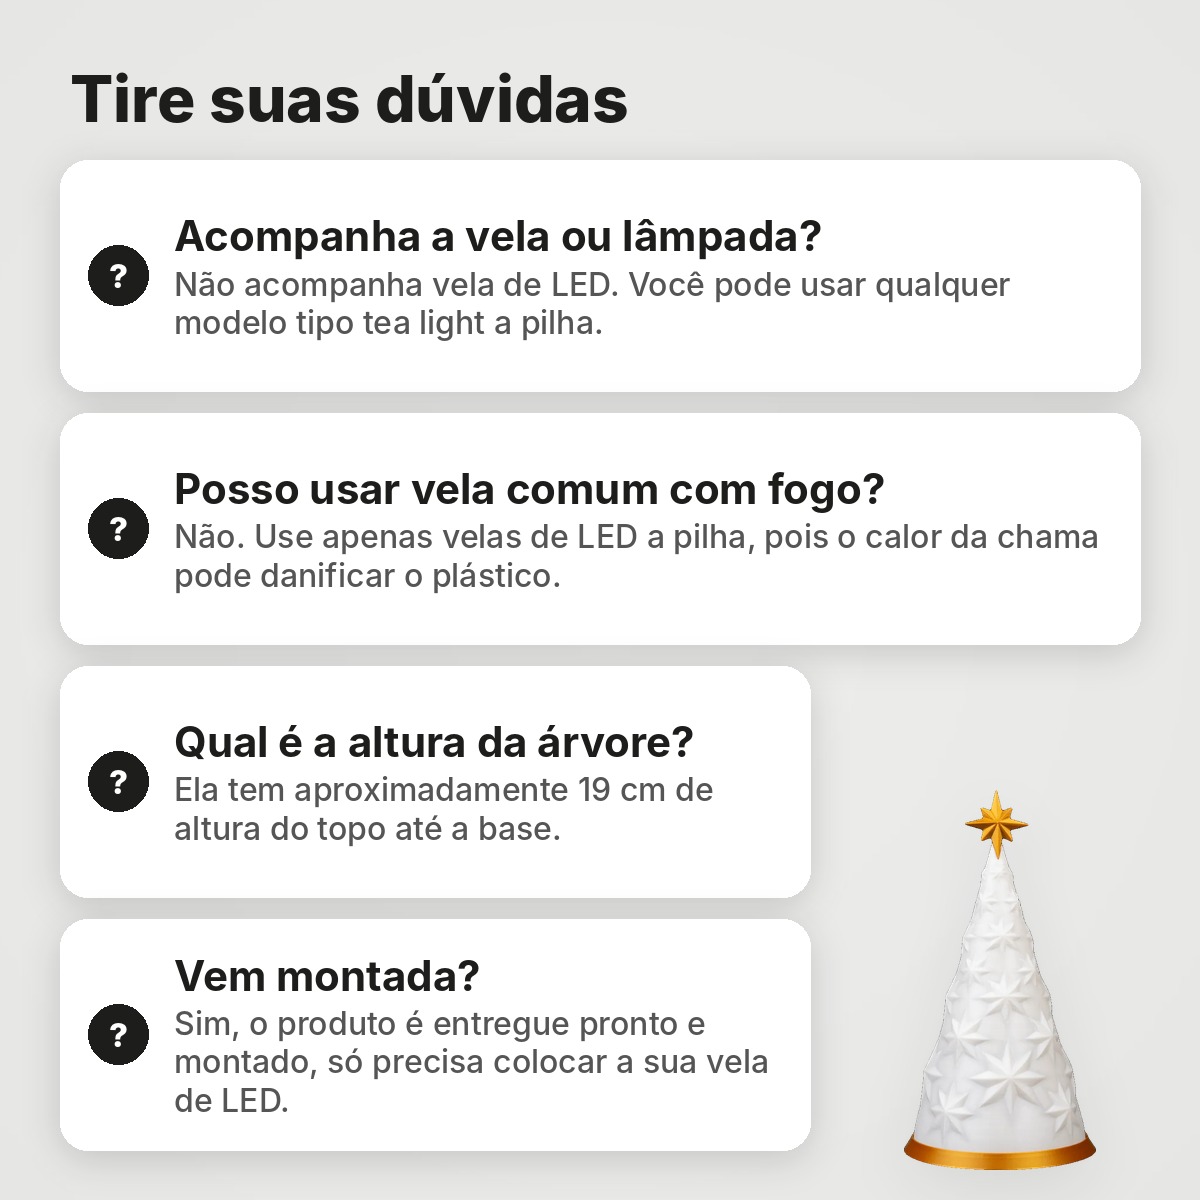 Tire suas dúvidas
Acompanha a vela ou lâmpada?
?
Não acompanha vela de LED. Você pode usar qualquer
modelo tipo tea light a pilha.
Posso usar vela comum com fogo?
?
Não. Use apenas velas de LED a pilha, pois o calor da chama
pode danificar o plástico.
Qual é a altura da árvore?
?
Ela tem aproximadamente 19 cm de
altura do topo até a base.
Vem montada?
?
Sim, o produto é entregue pronto e
montado, só precisa colocar a sua vela
de LED.